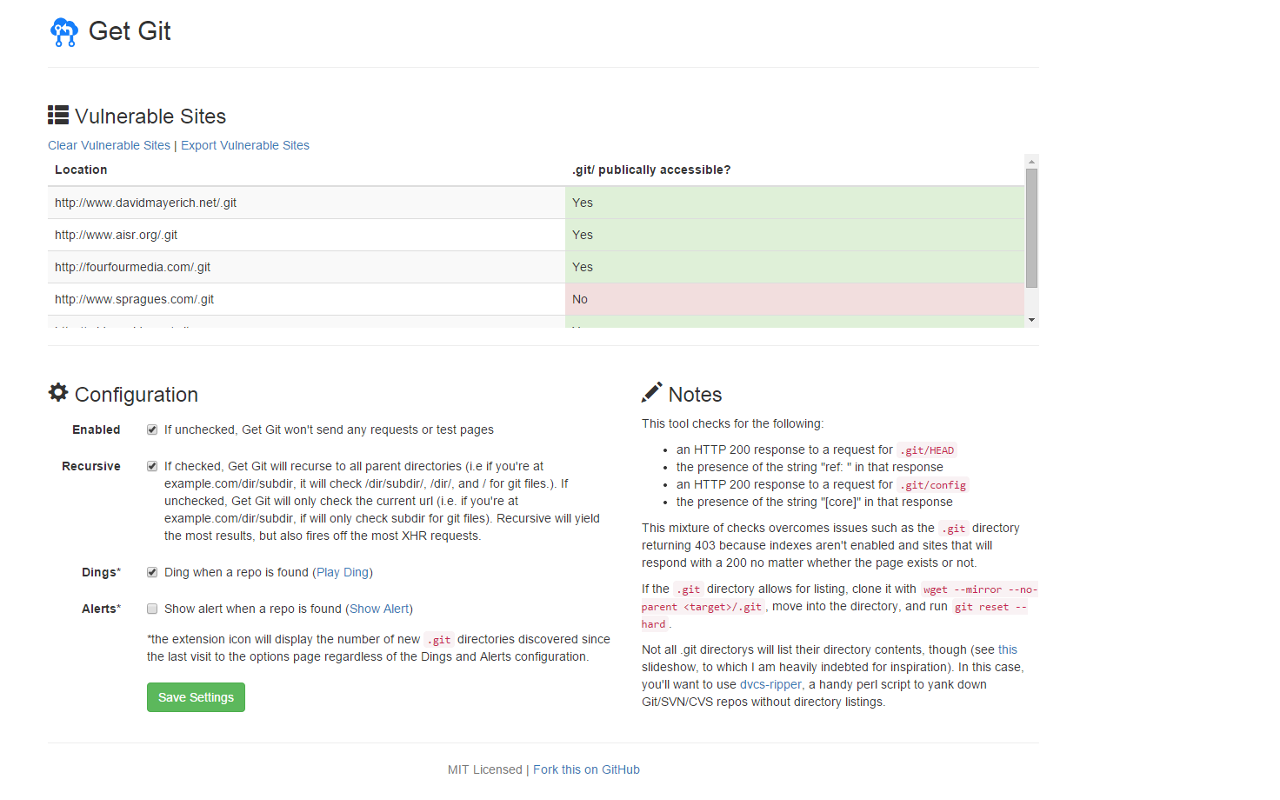 Get Git
Vulnerable Sites
Clear Vulnerable Sites | Export Vulnerable Sites
Location .git/ publically accessible?
http://www.davidmayerich.net/.git Yes
http://www.aisr.org/.git Yes
http://fourfourmedia.com/.git Yes
http://www.spragues.com/.git No
Configuration
Enabled If unchecked, Get Git won't send any requests or test pages
Recursive If checked, Get Git will recurse to all parent directories (i.e if you're at
example.com/dir/subdir, it will check /dir/subdir/, /dir/, and / for git files.). If
unchecked, Get Git will only check the current url (i.e. if you're at
example.com/dir/subdir, if will only check subdir for git files). Recursive will yield
the most results, but also fires off the most XHR requests.
Dings* Ding when a repo is found (Play Ding)
Alerts* Show alert when a repo is found (Show Alert)
*the extension icon will display the number of new .git directories discovered since
the last visit to the options page regardless of the Dings and Alerts configuration.
Save Settings
Notes
This tool checks for the following:
• an HTTP 200 response to a request for .git/HEAD
• the presence of the string "ref: " in that response
• an HTTP 200 response to a request for .git/config
• the presence of the string "[core]" in that response
This mixture of checks overcomes issues such as the .git directory
returning 403 because indexes aren't enabled and sites that will
respond with a 200 no matter whether the page exists or not.
If the .git directory allows for listing, clone it with wget --mirror --no-
parent <target>/.git, move into the directory, and run git reset --
hard.
Not all .git directorys will list their directory contents, though (see this
slideshow, to which I am heavily indebted for inspiration). In this case,
you'll want to use dvcs-ripper, a handy perl script to yank down
Git/SVN/CVS repos without directory listings.
MIT Licensed | Fork this on GitHub